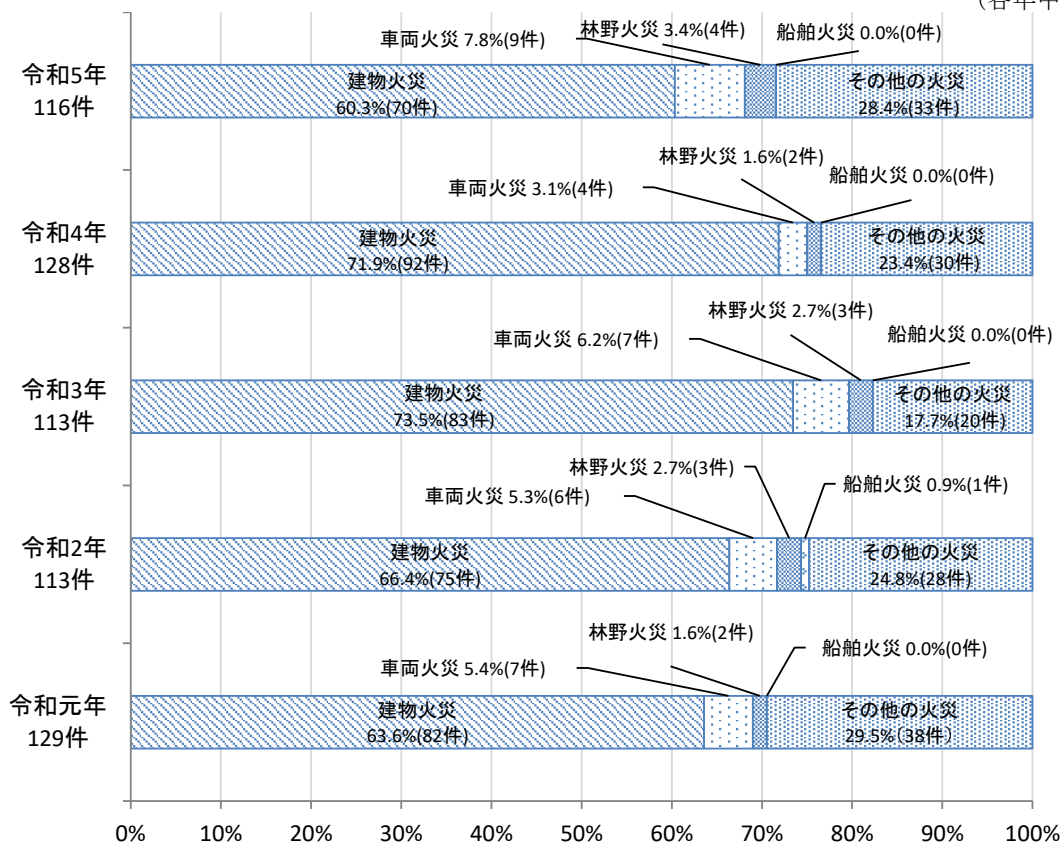 (各年中
車両火災 7.8%(9件)
林野火災 3.4%(4件)
船舶火災 0.0%(0件)
令和5年
116件
建物火災
60.3%(70件)
その他の火災
28.4%(33件)
車両火災 3.1%(4件)
林野火災 1.6%(2件)
船舶火災 0.0%(0件)
令和4年
128件
建物火災
71.9%(92件)
その他の火災
23.4%(30件)
車両火災 6.2%(7件)
林野火災 2.7%(3件)
船舶火災 0.0%(0件)
令和3年
113件
建物火災
73.5%(83件)
その他の火災
17.7%(20件)
車両火災 5.3%(6件)
林野火災 2.7%(3件)
船舶火災 0.9%(1件)
令和2年
113件
建物火災
66.4%(75件)
その他の火災
24.8%(28件)
車両火災 5.4%(7件)
林野火災 1.6%(2件)
船舶火災 0.0%(0件)
令和元年
129件
建物火災
63.6%(82件)
その他の火災
29.5%(38件)
0% 10% 20% 30% 40% 50% 60% 70% 80% 90% 100%